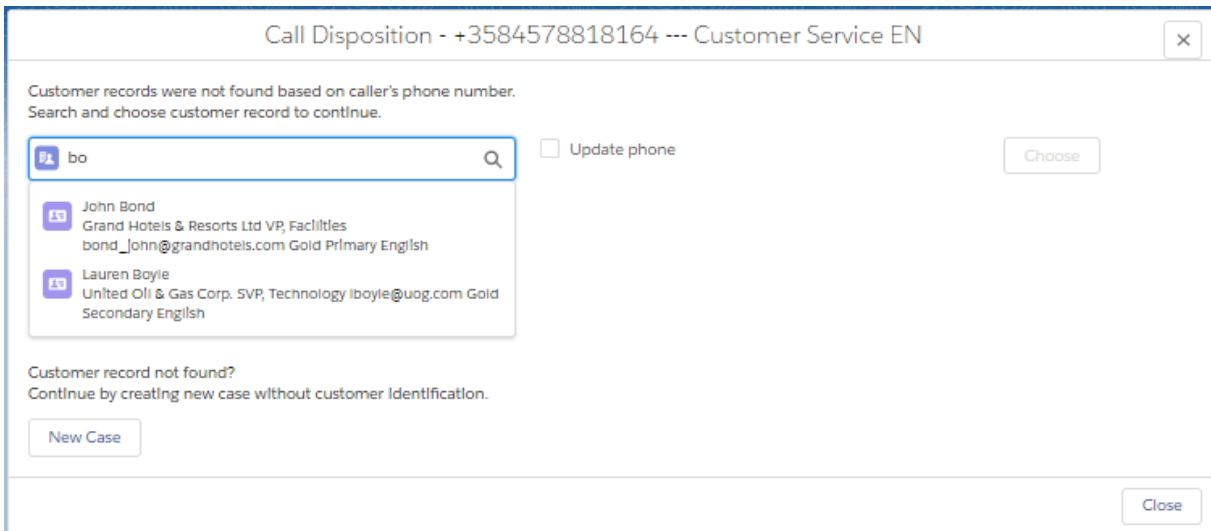 Call Disposition - +3584578818164 --- Customer Service EN
Customer records were not found based on caller's phone number.
Search and choose customer record to continue.
bo
Update phone
Choose
John Bond
Grand Hotels & Resorts Ltd VP, Facilities
bond_john@grandhotels.com Gold Primary English
Lauren Boyle
United Oil & Gas Corp. SVP, Technology lboyle@uog.com Gold
Secondary English
Customer record not found?
Continue by creating new case without customer identification.
New Case
Close